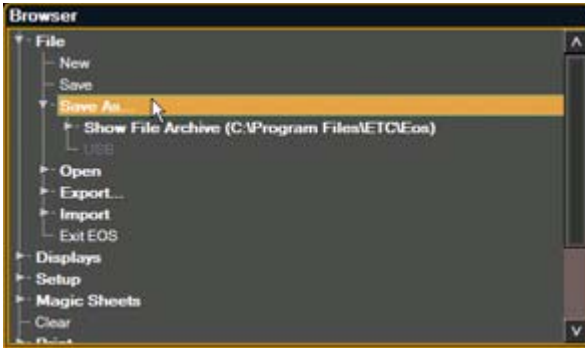 Browser
File
New
Save
Save As...
Show File Archive (C:\Program Files\ETC\Eos)
USB
Open
Export...
Import
Exit EOS
Displays
Setup
Magic Sheets
Clear
Print